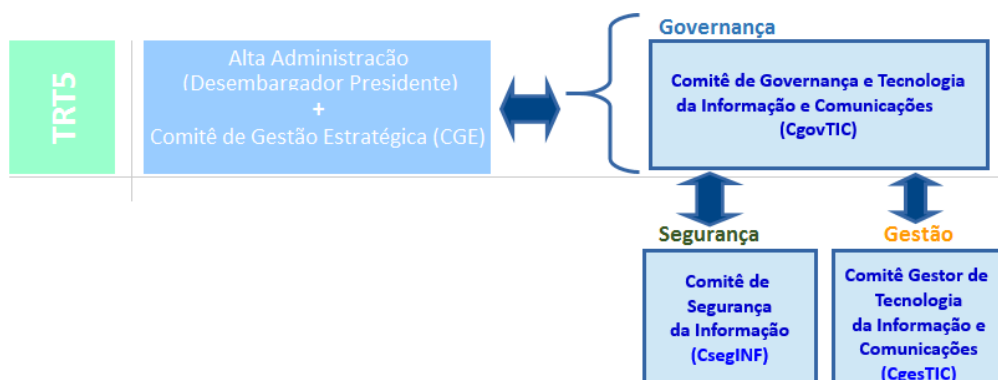 TRT5
Alta Administração
(Desembargador Presidente)
+
Comitê de Gestão Estratégica (CGE)
Governança
Comitê de Governança e Tecnologia
da Informação e Comunicações
(CgovTIC)
Segurança
Comitê de
Segurança
da Informação
(CsegINF)
Gestão
Comitê Gestor de
Tecnologia
da Informação e
Comunicações
(CgesTIC)